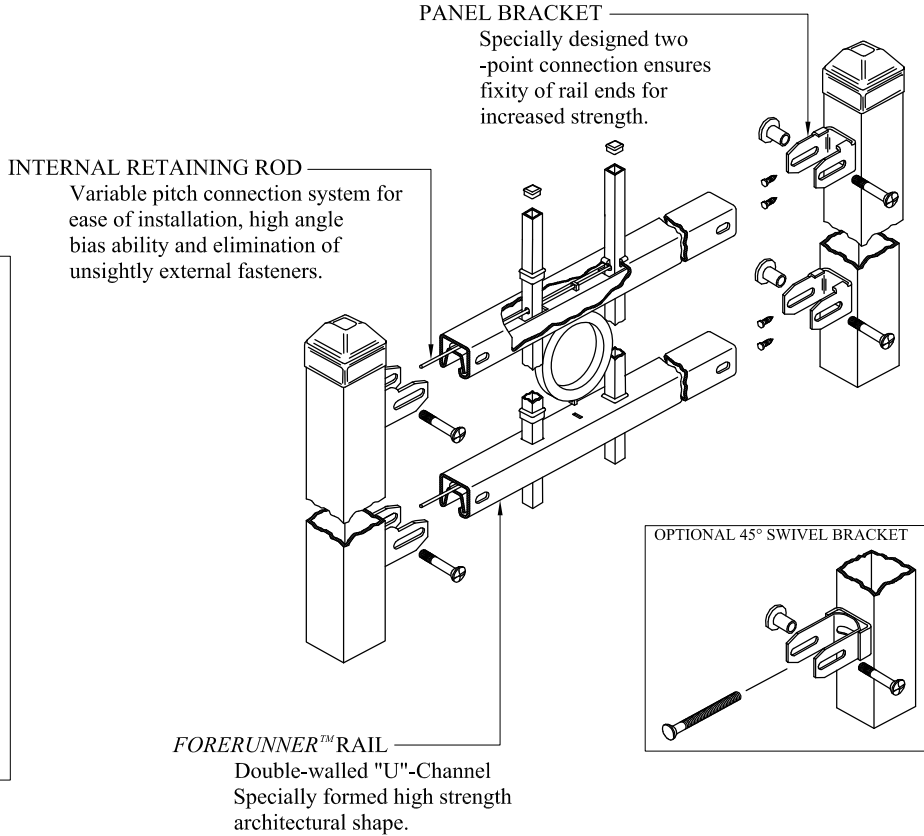 PANEL BRACKET
Specially designed two
-point connection ensures
fixity of rail ends for
increased strength.
INTERNAL RETAINING ROD
Variable pitch connection system for
ease of installation, high angle
bias ability and elimination of
unsightly external fasteners.
OPTIONAL 45° SWIVEL BRACKET
FORERUNNER™ RAIL
Double-walled "U"-Channel
Specially formed high strength
architectural shape.